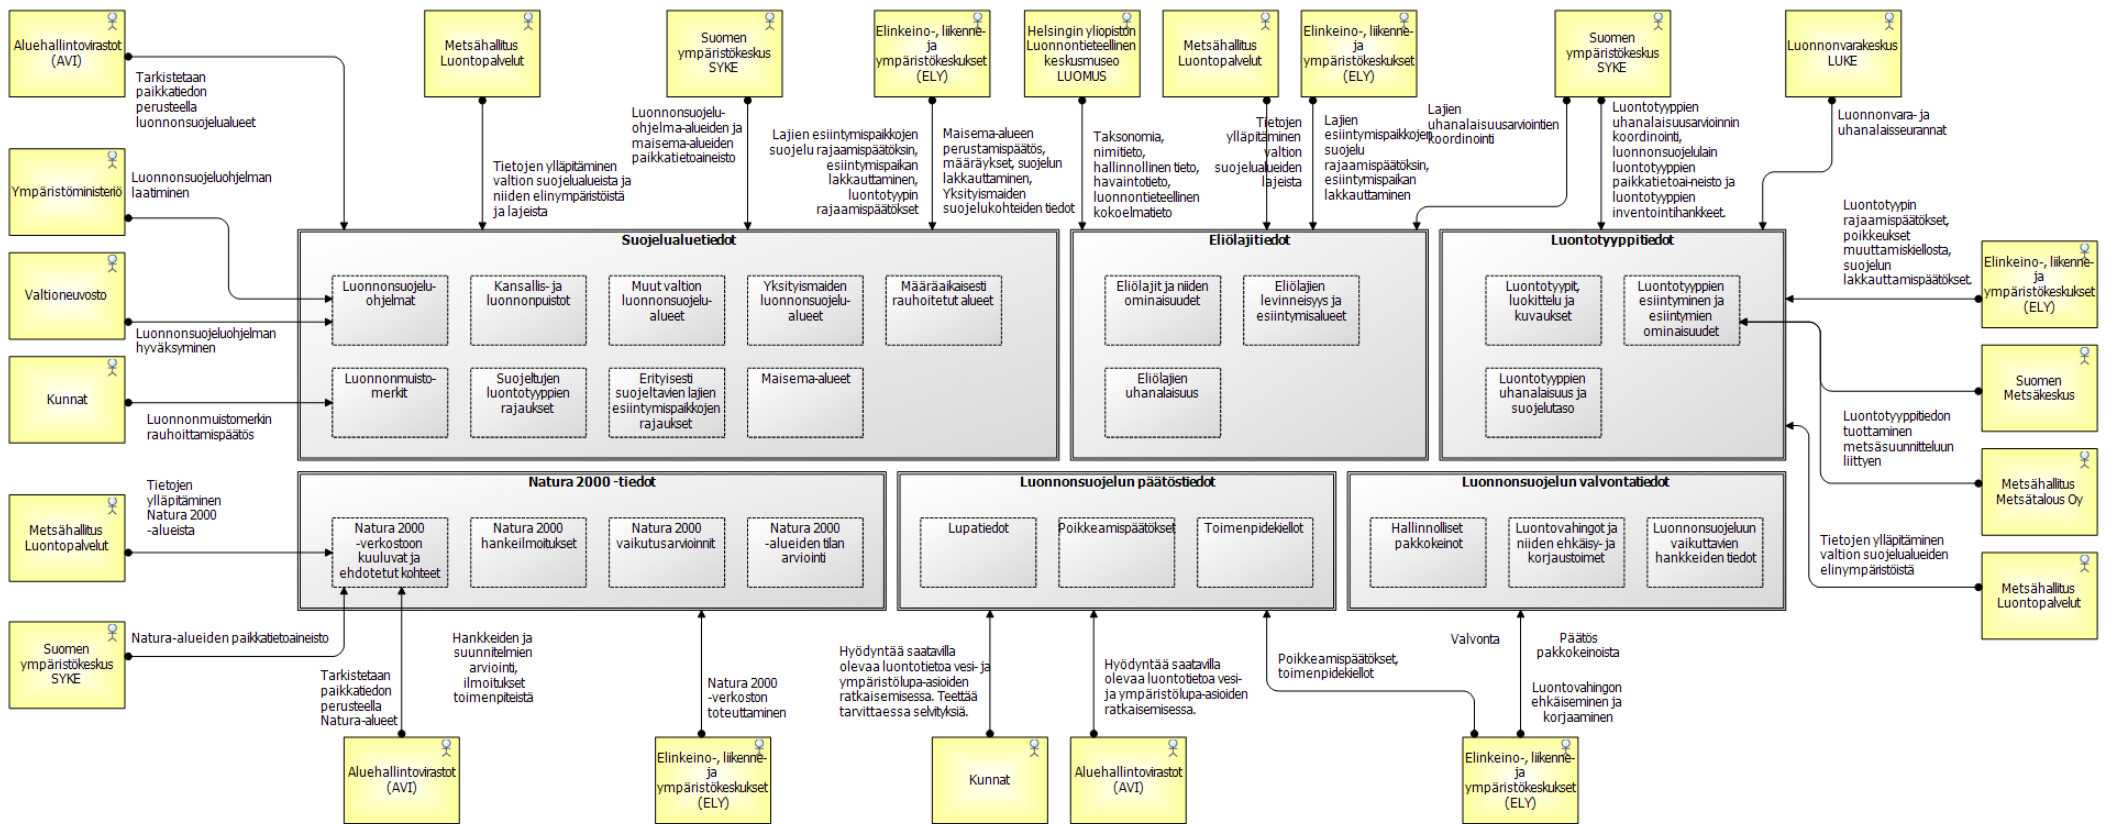 Aluehallintovirastot
(AVI)
Metsähallitus
Luontopalvelut
Suomen
ympäristökeskus
SYKE
Elinkeino-, liikenne-
ja
ympäristökeskukset
(ELY)
Helsingin yliopiston
Luonnontieteellinen
keskusmuseo
LUOMUS
Metsähallitus
Luontopalvelut
Elinkeino-, liikenne-
ja
ympäristökeskukset
(ELY)
Suomen
ympäristökeskus
SYKE
Luonnonvarakeskus
LUKE
Tarkistetaan
paikkatiedon
perusteella
luonnonsuojelualueet
Tietojen ylläpitäminen
valtion suojelualueista ja
niiden elinympäristöistä
ja lajeista
Luonnonsuojelu-
ohjelma-alueiden ja
maisema-alueiden
paikkatietoaineisto
Lajien esiintymispaikkojen
suojelu rajaamispäätöksin,
esiintymispaikan
lakkauttaminen,
luontotyypin
rajaamispäätökset
Maisema-alueen
perustamispäätös,
määräykset, suojelun
lakkauttaminen,
Yksityismaiden
suojelukohteiden tiedot
Taksonomia,
nimitieto,
hallinnollinen tieto,
havaintotieto,
luonnontieteellinen
kokoelmatieto
Tietojen
ylläpitäminen
valtion
suojelualueiden
lajeista
Lajien
esiintymispaikkojen
suojelu
rajaamispäätöksin,
esiintymispaikan
lakkauttaminen
Lajien
uhanalaisuusarviointien
koordinointi
Luontotyyppien
uhanalaisuusarvioinnin
koordinointi,
luonnonsuojelulain
luontotyyppien
paikkatietoai-neisto ja
luontotyyppien
inventointihankkeet.
Luonnonvara- ja
uhanalaisseurannat
Ympäristöministeriö
Luonnonsuojeluohjelman
laatiminen
Valtioneuvosto
Luonnonsuojeluohjelman
hyväksyminen
Kunnat
Luonnonmuistomerkin
rauhoittamispäätös
Suojelualuetiedot
Luonnonsuojelu-
ohjelmat
Kansallis- ja
luonnonpuistot
Muut valtion
luonnonsuojelu-
alueet
Yksityismaiden
luonnonsuojelu-
alueet
Määräaikaisesti
rauhoitetut alueet
Luonnonmuisto-
merkit
Suojeltujen
luontotyyppien
rajaukset
Erityisesti
suojeltavien lajien
esiintymispaikkojen
rajaukset
Maisema-alueet
Eliölajitiedot
Eliölajit ja niiden
ominaisuudet
Eliölajien
levinneisyys ja
esiintymisalueet
Eliölajien
uhanalaisuus
Luontotyyppitiedot
Luontotyypit,
luokittelu ja
kuvaukset
Luontotyyppien
esiintyminen ja
esiintymien
ominaisuudet
Luontotyyppien
uhanalaisuus ja
suojelutaso
Luontotyypin
rajaamispäätökset,
poikkeukset
muuttamiskiellosta,
suojelun
lakkauttamispäätökset.
Elinkeino-, liikenne-
ja
ympäristökeskukset
(ELY)
Suomen
Metsäkeskus
Luontotyyppitiedon
tuottaminen
metsäsuunnitteluun
liittyen
Metsähallitus
Metsätalous Oy
Tietojen ylläpitäminen
valtion suojelualueiden
elinympäristöistä
Metsähallitus
Luontopalvelut
Metsähallitus
Luontopalvelut
Tietojen
ylläpitäminen
Natura 2000
-alueista
Suomen
ympäristökeskus
SYKE
Natura-alueiden paikkatietoaineisto
Natura 2000 -tiedot
Natura 2000
-verkostoon
kuuluvat ja
ehdotetut kohteet
Natura 2000
hankeilmoitukset
Natura 2000
vaikutusarvioinnit
Natura 2000
-alueiden tilan
arviointi
Luonnonsuojelun päätöstiedot
Lupatiedot
Poikkeamispäätökset
Toimenpidekiellot
Luonnonsuojelun valvontatiedot
Hallinnolliset
pakkokeinot
Luontovahingot ja
niiden ehkäisy- ja
korjaustoimet
Luonnonsuojeluun
vaikuttavien
hankkeiden tiedot
Tarkistetaan
paikkatiedon
perusteella
Natura-alueet
Hankkeiden ja
suunnitelmien
arviointi,
ilmoitukset
toimenpiteistä
Natura 2000
-verkoston
toteuttaminen
Hyödyntää saatavilla
olevaa luontotietoa vesi- ja
ympäristölupa-asioiden
ratkaisemisessa. Teettää
tarvittaessa selvityksiä.
Hyödyntää saatavilla
olevaa luontotietoa vesi-
ja ympäristölupa-asioiden
ratkaisemisessa.
Poikkeamispäätökset,
toimenpidekiellot
Valvonta
Päätös
pakkokeinoista
Luontovahingon
ehkäiseminen ja
korjaaminen
Aluehallintovirastot
(AVI)
Elinkeino-, liikenne-
ja
ympäristökeskukset
(ELY)
Kunnat
Aluehallintovirastot
(AVI)
Elinkeino-, liikenne-
ja
ympäristökeskukset
(ELY)